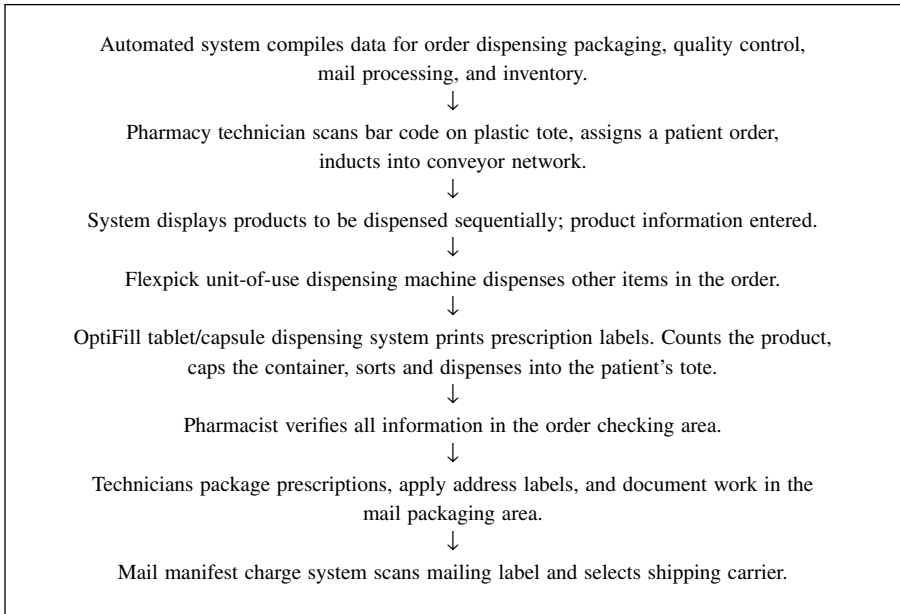 Automated system compiles data for order dispensing packaging, quality control,
mail processing, and inventory.
↓
Pharmacy technician scans bar code on plastic tote, assigns a patient order,
inducts into conveyor network.
↓
System displays products to be dispensed sequentially; product information entered.
↓
Flexpick unit-of-use dispensing machine dispenses other items in the order.
↓
OptiFill tablet/capsule dispensing system prints prescription labels. Counts the product,
caps the container, sorts and dispenses into the patient's tote.
↓
Pharmacist verifies all information in the order checking area.
↓
Technicians package prescriptions, apply address labels, and document work in the
mail packaging area.
↓
Mail manifest charge system scans mailing label and selects shipping carrier.